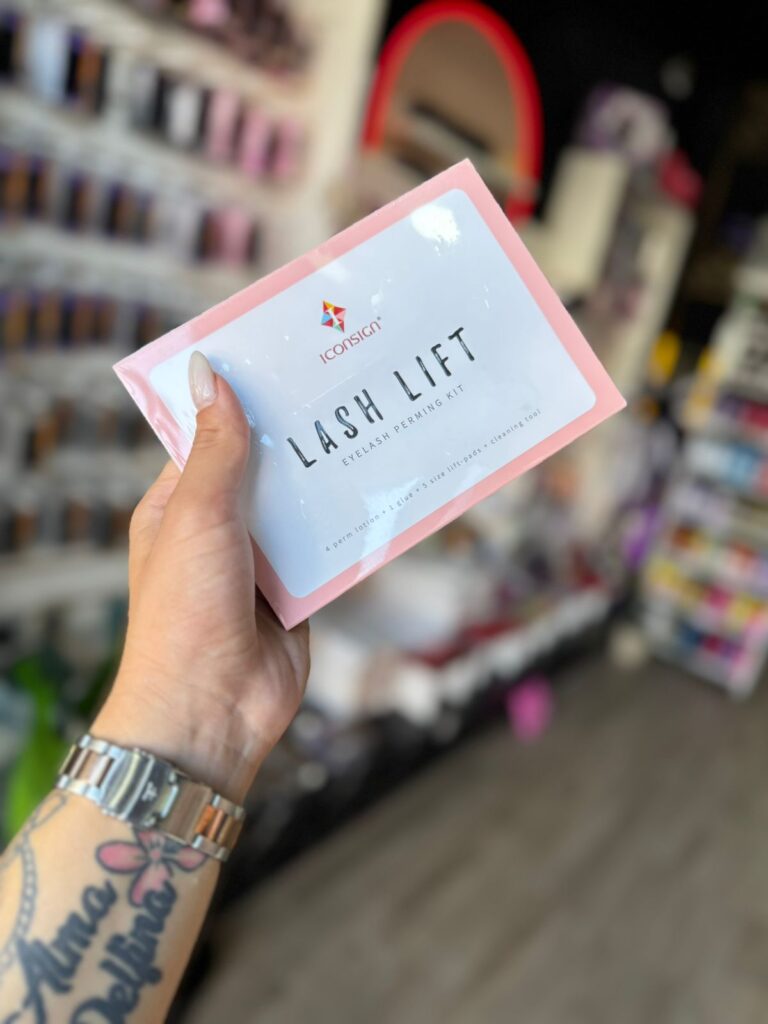 ICONSIGN®
LASH LIFT
EYELASH PERMING KIT
4 perm lotion + 1 glue + 5 size lift pads + cleaning tool
Alma
Delfina